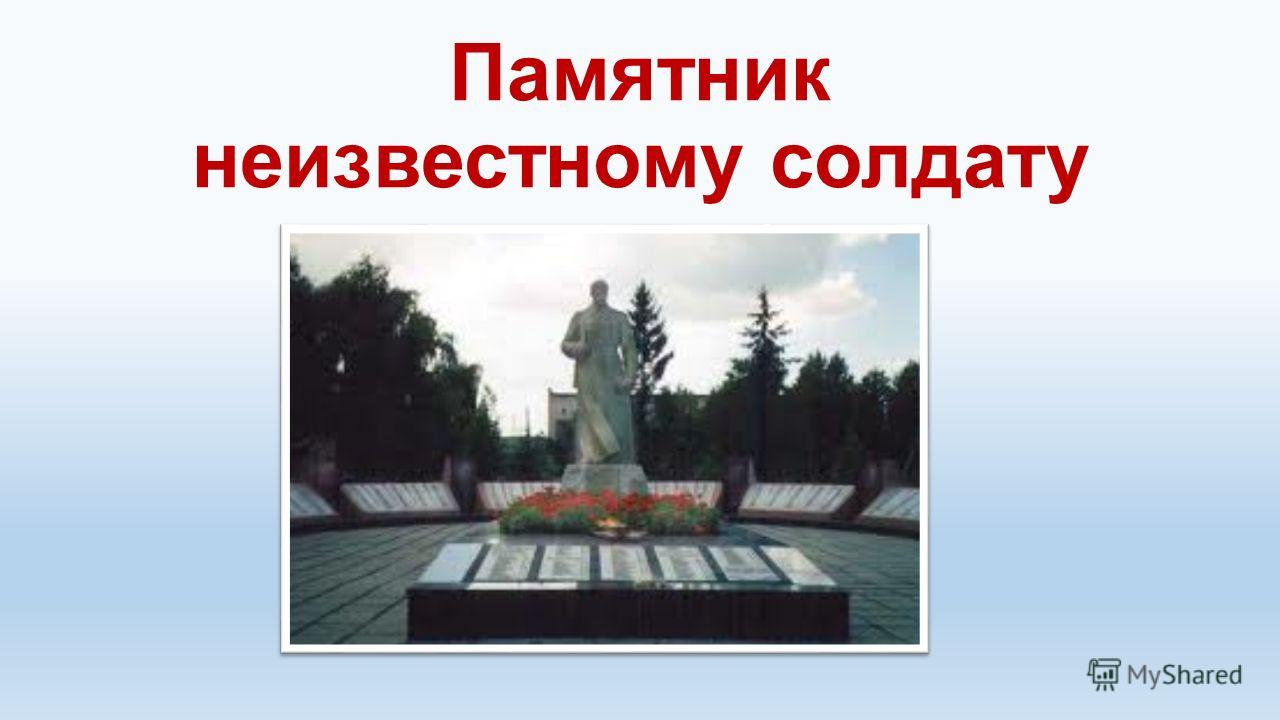 Памятник
неизвестному солдату
MyShared